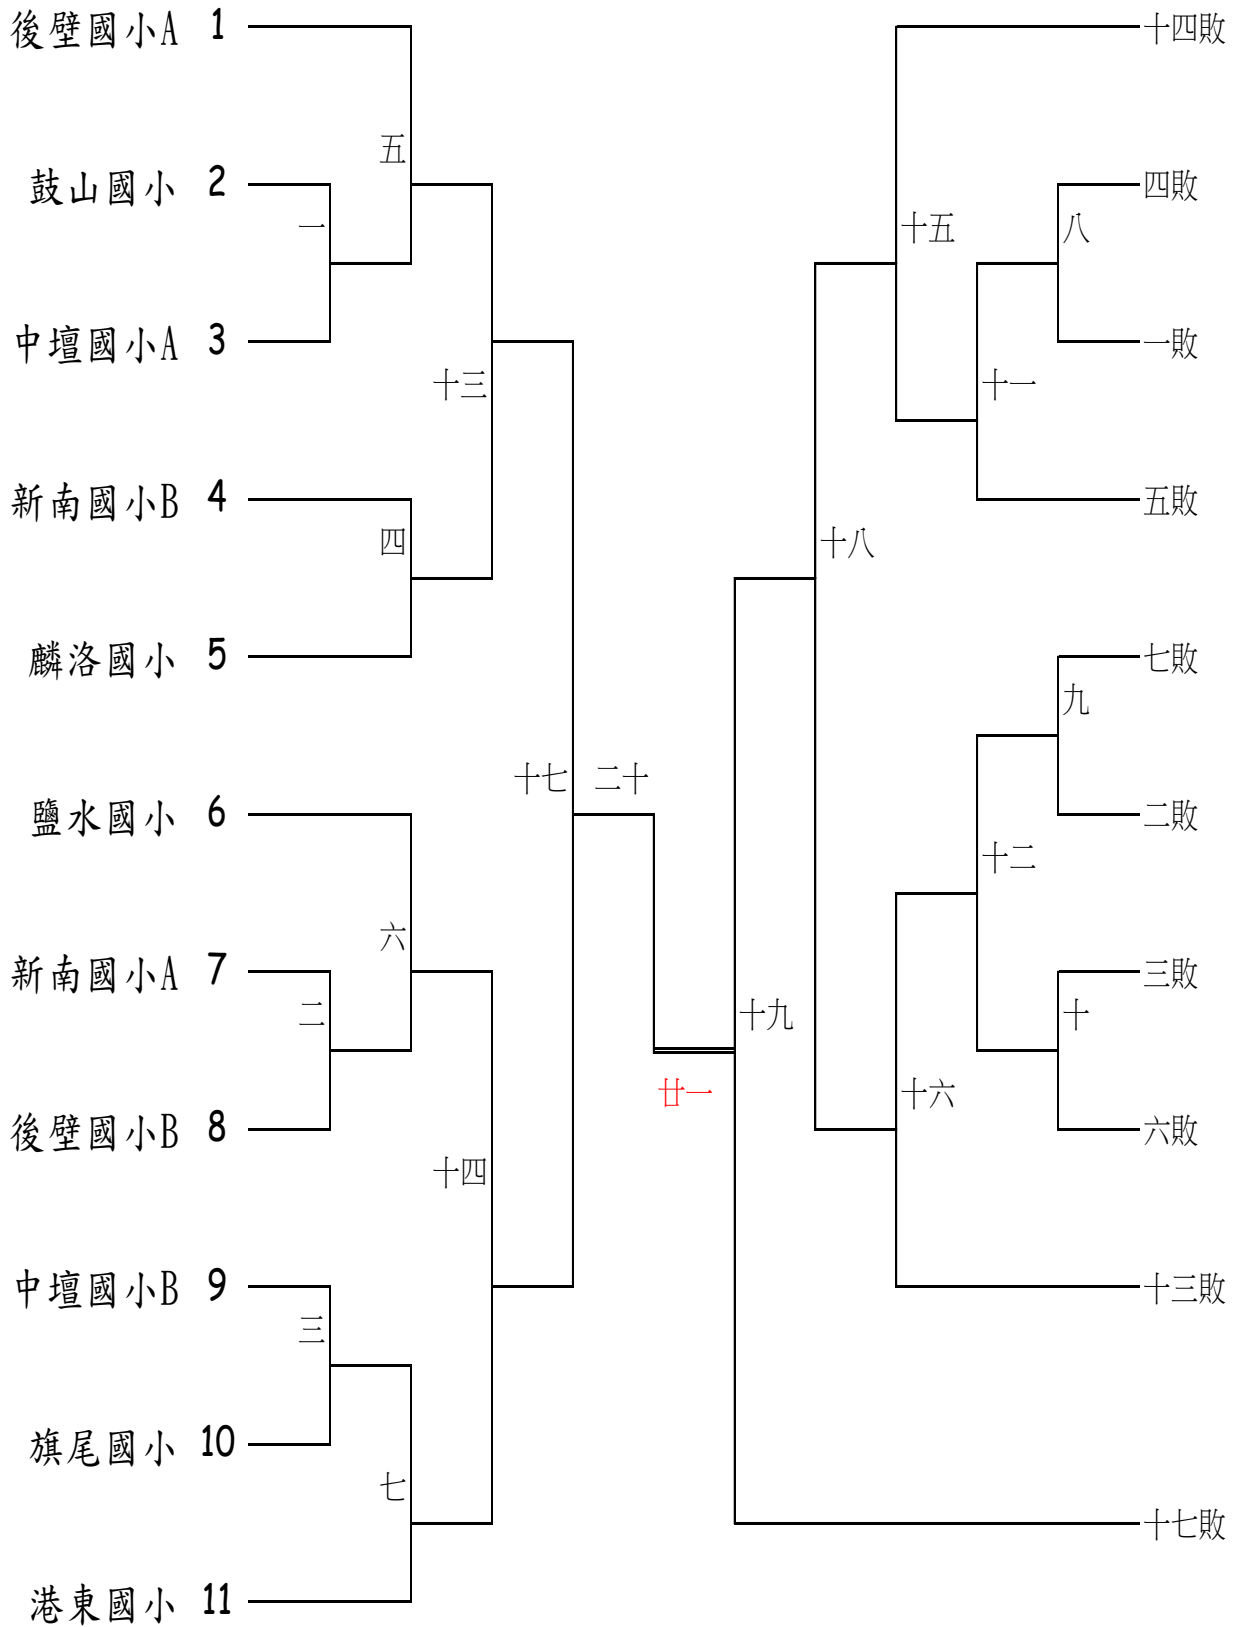 後壁國小A 1
十四敗
五
鼓山國小 2
四敗
一
十五
八
中壇國小A 3
一敗
十三
十一
新南國小B 4
五敗
四
十八
麟洛國小 5
七敗
九
十七 二十
鹽水國小 6
二敗
十二
六
新南國小A 7
三敗
二
十九
十
廿一
十六
後壁國小B 8
六敗
十四
中壇國小B 9
十三敗
三
旗尾國小 10
七
十七敗
港東國小 11